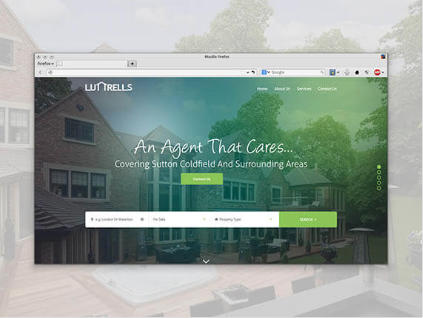 Mozilla Firefox
Firefox
Google
LUTTRELLS
Home About Us Services Contact Us
An Agent That Cares...
Covering Sutton Coldfield And Surrounding Areas
Contact Us
e.g London Or Waterloo For Sale Property Type SEARCH